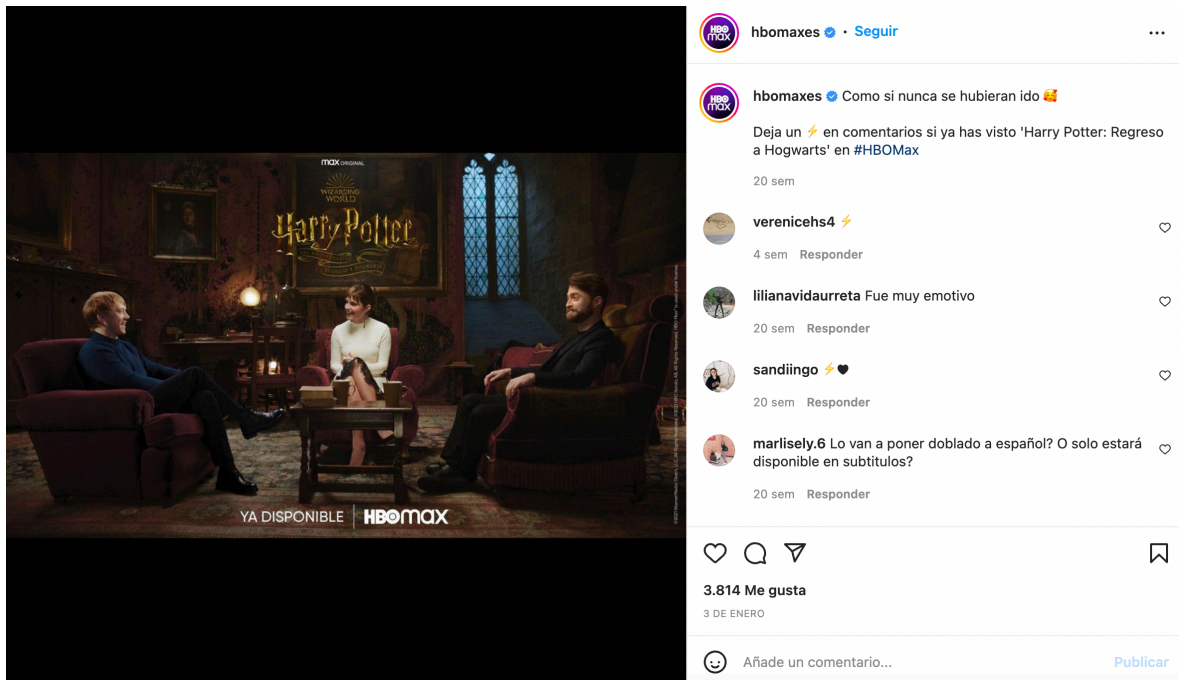 max ORIGINAL
WIZARDING
WORLD
Harry Potter
YA DISPONIBLE | HBOmax
HBO
max
hbomaxes • Seguir
HBO
max
hbomaxes Como si nunca se hubieran ido 🥰
Deja un ⚡ en comentarios si ya has visto 'Harry Potter: Regreso
a Hogwarts' en #HBOMax
20 sem
verenicehs4 ⚡
4 sem Responder
lilianavidaurreta Fue muy emotivo
20 sem Responder
sandiingo ⚡🖤
20 sem Responder
marlisely.6 Lo van a poner doblado a español? O solo estará
disponible en subtitulos?
20 sem Responder
3.814 Me gusta
3 DE ENERO
Añade un comentario...
Publicar